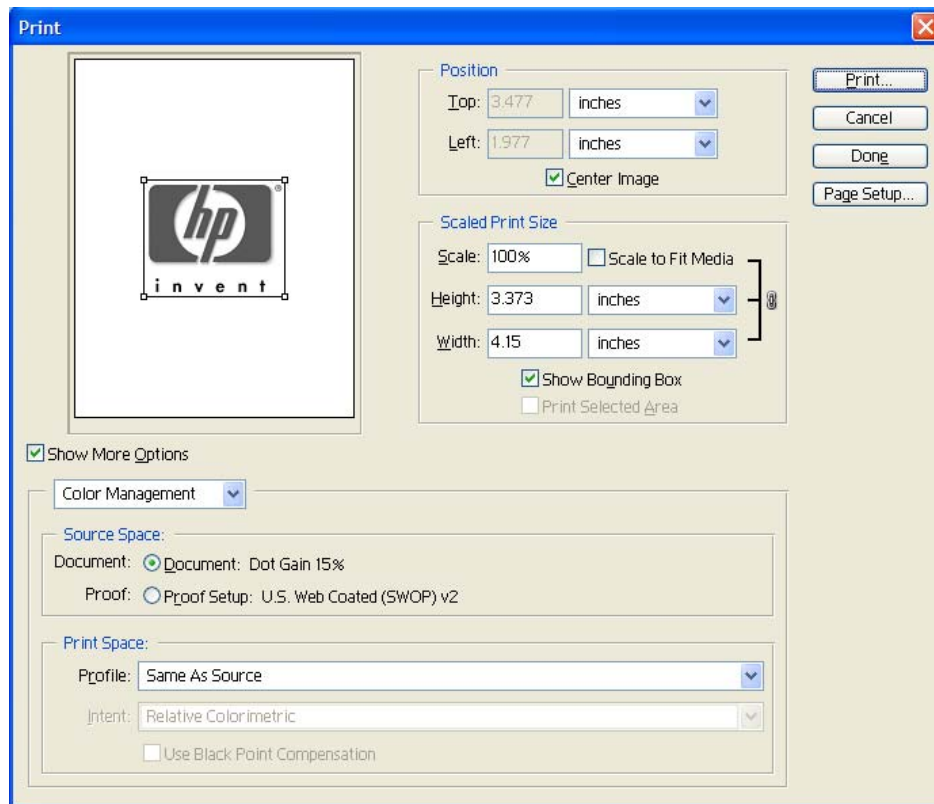 Print
hp
®
invent
Position
Top: 3.477 inches
Left: 1.977 inches
Center Image
Print...
Cancel
Done
Page Setup...
Scaled Print Size
Scale: 100% Scale to Fit Media
Height: 3.373 inches
Width: 4.15 inches
Show Bounding Box
Print Selected Area
Show More Options
Color Management
Source Space:
Document: Document: Dot Gain 15%
Proof: Proof Setup: U.S. Web Coated (SWOP) v2
Print Space:
Profile: Same As Source
Intent: Relative Colorimetric
Use Black Point Compensation